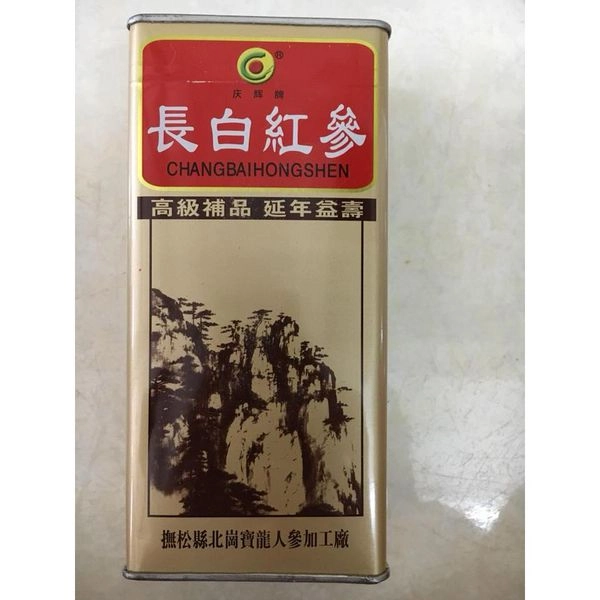 ®
庆辉牌
長白紅參
CHANGBAIHONGSHEN
高級補品 延年益壽
撫松縣北崗寶龍人參加工廠